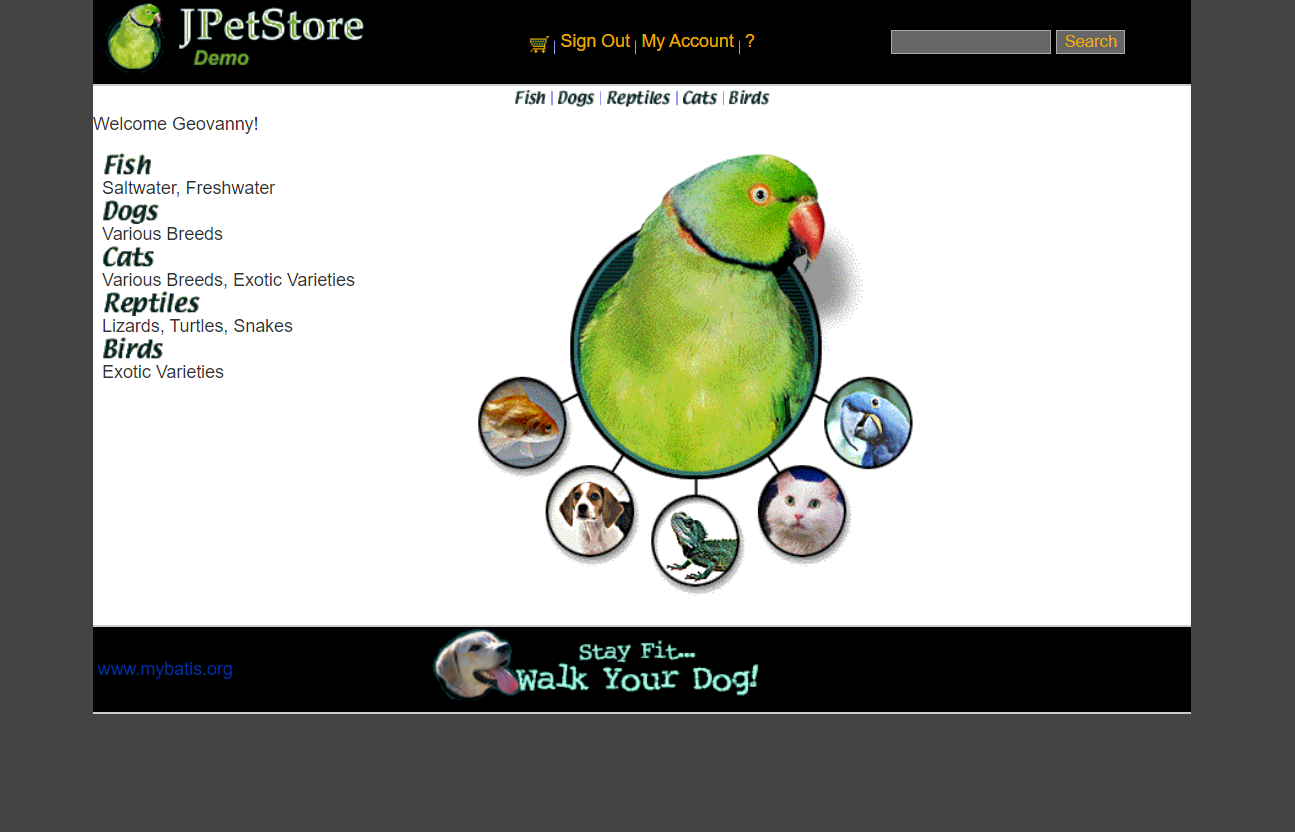 JPetStore
Demo
Sign Out | My Account | ?
Search
Fish | Dogs | Reptiles | Cats | Birds
Welcome Geovanny!
Fish
Saltwater, Freshwater
Dogs
Various Breeds
Cats
Various Breeds, Exotic Varieties
Reptiles
Lizards, Turtles, Snakes
Birds
Exotic Varieties
www.mybatis.org
Stay Fit...
Walk Your Dog!